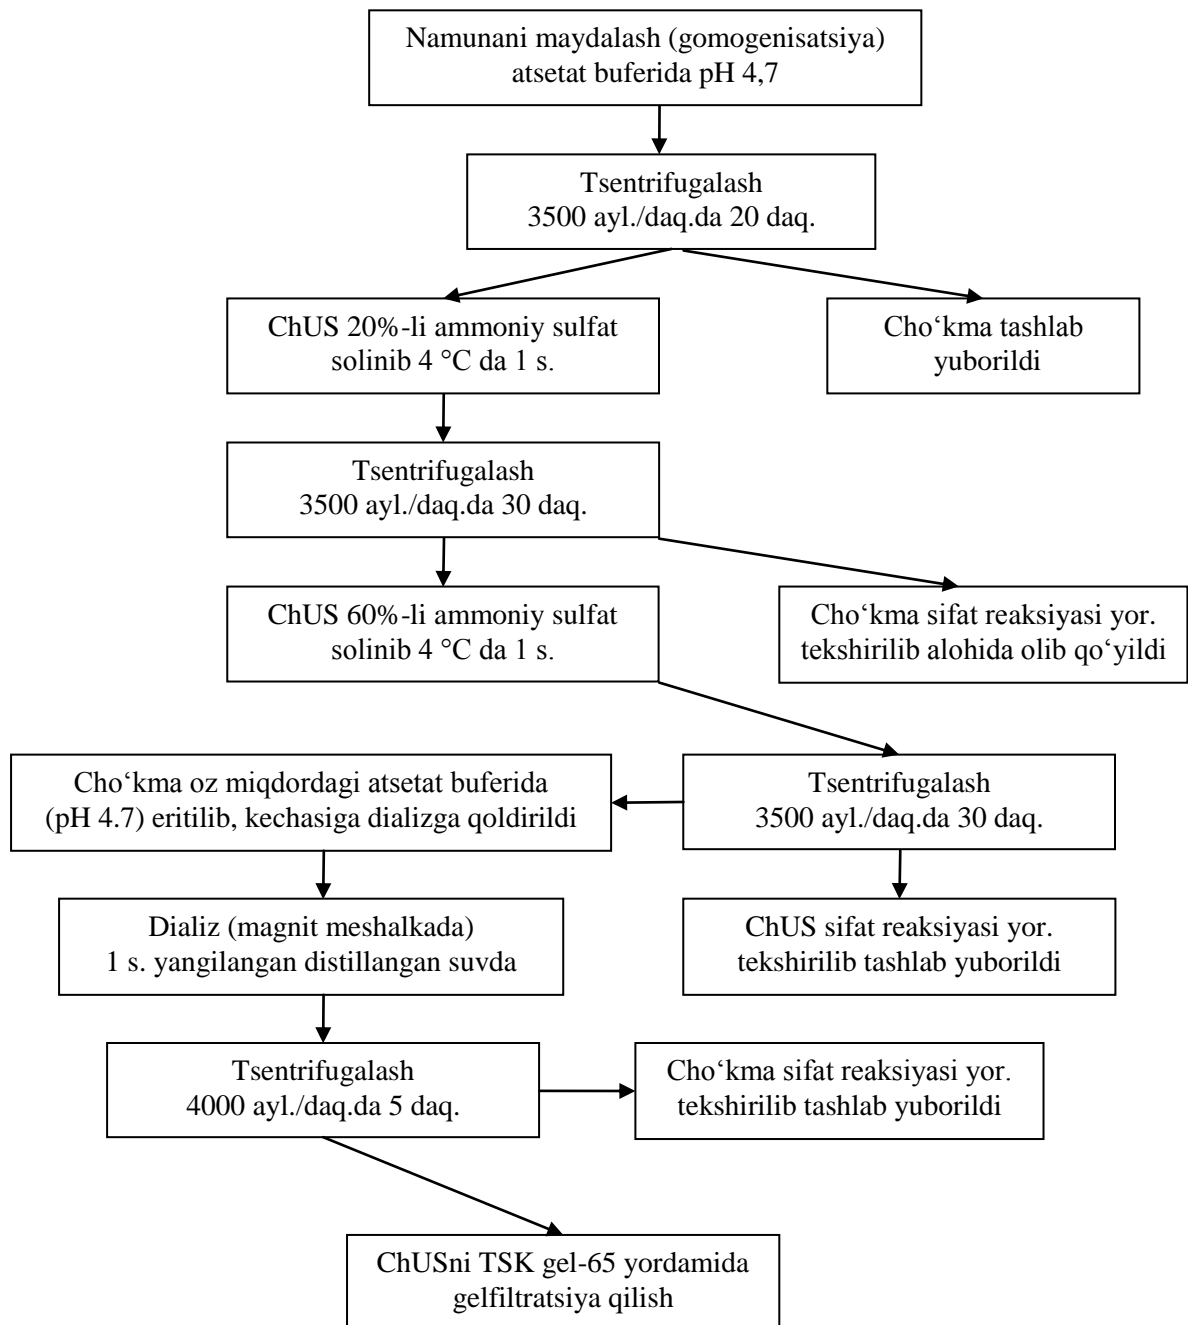 Namunani maydalash (gomogenisatsiya)
atsetat buferida pH 4,7
Tsentrifugalash
3500 ayl./daq.da 20 daq.
ChUS 20%-li ammoniy sulfat
solinib 4 °C da 1 s.
Cho‘kma tashlab
yuborildi
Tsentrifugalash
3500 ayl./daq.da 30 daq.
ChUS 60%-li ammoniy sulfat
solinib 4 °C da 1 s.
Cho‘kma sifat reaksiyasi yor.
tekshirilib alohida olib qo‘yildi
Cho‘kma oz miqdordagi atsetat buferida
(pH 4.7) eritilib, kechasiga dializga qoldirildi
Tsentrifugalash
3500 ayl./daq.da 30 daq.
Dializ (magnit meshalkada)
1 s. yangilangan distillangan suvda
ChUS sifat reaksiyasi yor.
tekshirilib tashlab yuborildi
Tsentrifugalash
4000 ayl./daq.da 5 daq.
Cho‘kma sifat reaksiyasi yor.
tekshirilib tashlab yuborildi
ChUSni TSK gel-65 yordamida
gelfiltratsiya qilish